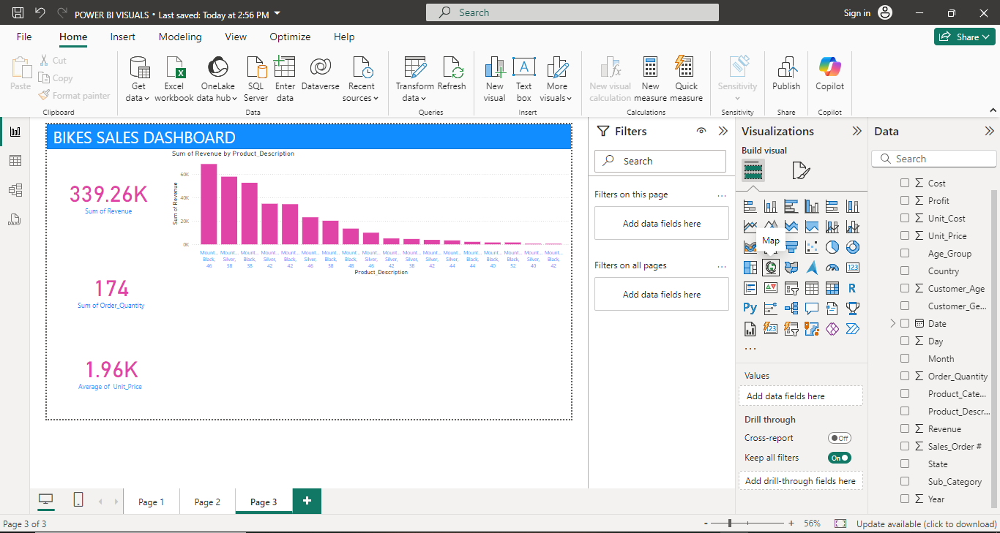 POWER BI VISUALS • Last saved: Today at 2:56 PM
Search
Sign in
File Home Insert Modeling View Optimize Help
Share
Paste
Cut
Copy
Format painter
Clipboard
Get data
Excel workbook
OneLake data hub
SQL Server
Enter data
Dataverse
Recent sources
Data
Transform data
Refresh
Queries
New visual
Text box
More visuals
Insert
New visual calculation
New measure
Quick measure
Calculations
Sensitivity
Sensitivity
Publish
Share
Copilot
Copilot
BIKES SALES DASHBOARD
339.26K
Sum of Revenue
174
Sum of Order_Quantity
1.96K
Average of Unit_Price
Sum of Revenue by Product_Description
Sum of Revenue
60K
40K
20K
0K
Mount... Mount... Mount... Mount... Mount... Mount... Mount... Mount... Mount... Mount... Mount... Mount... Mount... Mount... Mount... Mount... Mount... Mount...
Black, Silver, Black, Silver, Black, Silver, Black, Black, Silver, Black, Black, Silver, Silver, Black, Black, Black, Silver, Black,
46 38 38 42 42 46 38 48 46 42 38 42 44 44 40 52 40 42
Product_Description
Filters
Search
Filters on this page ...
Add data fields here
Filters on all pages ...
Add data fields here
Visualizations
Build visual
Map
123
R
Py
123
...
Values
Add data fields here
Drill through
Cross-report Off
Keep all filters On
Add drill-through fields here
Data
Search
Σ Cost
Σ Profit
Σ Unit_Cost
Σ Unit_Price
Age_Group
Country
Σ Customer_Age
Customer_Ge...
Date
Σ Day
Month
Σ Order_Quantity
Product_Cate...
Product_Descr...
Σ Revenue
Σ Sales_Order #
State
Sub_Category
Σ Year
DAX
Page 1 Page 2 Page 3 +
Page 3 of 3
- + 56%
Update available (click to download)